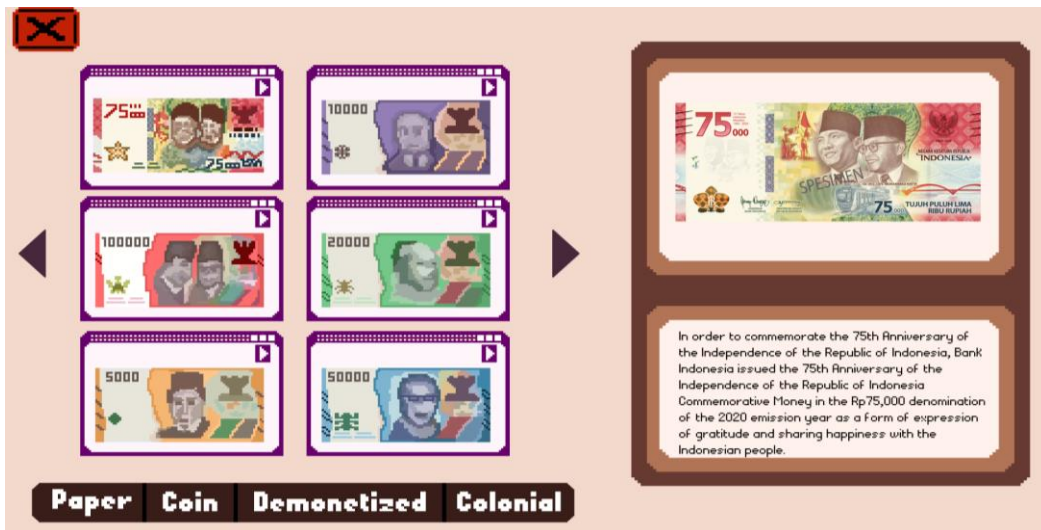 75000
75000
10000
100000
20000
5000
50000
Paper
Coin
Demonetized
Colonial
75 000
INDONESIA
SPESIMEN
75 000
TUJUH PULUH LIMA
RIBU RUPIAH
In order to commemorate the 75th Anniversary of
the Independence of the Republic of Indonesia, Bank
Indonesia issued the 75th Anniversary of the
Independence of the Republic of Indonesia
Commemorative Money in the Rp75,000 denomination
of the 2020 emission year as a form of expression
of gratitude and sharing happiness with the
Indonesian people.